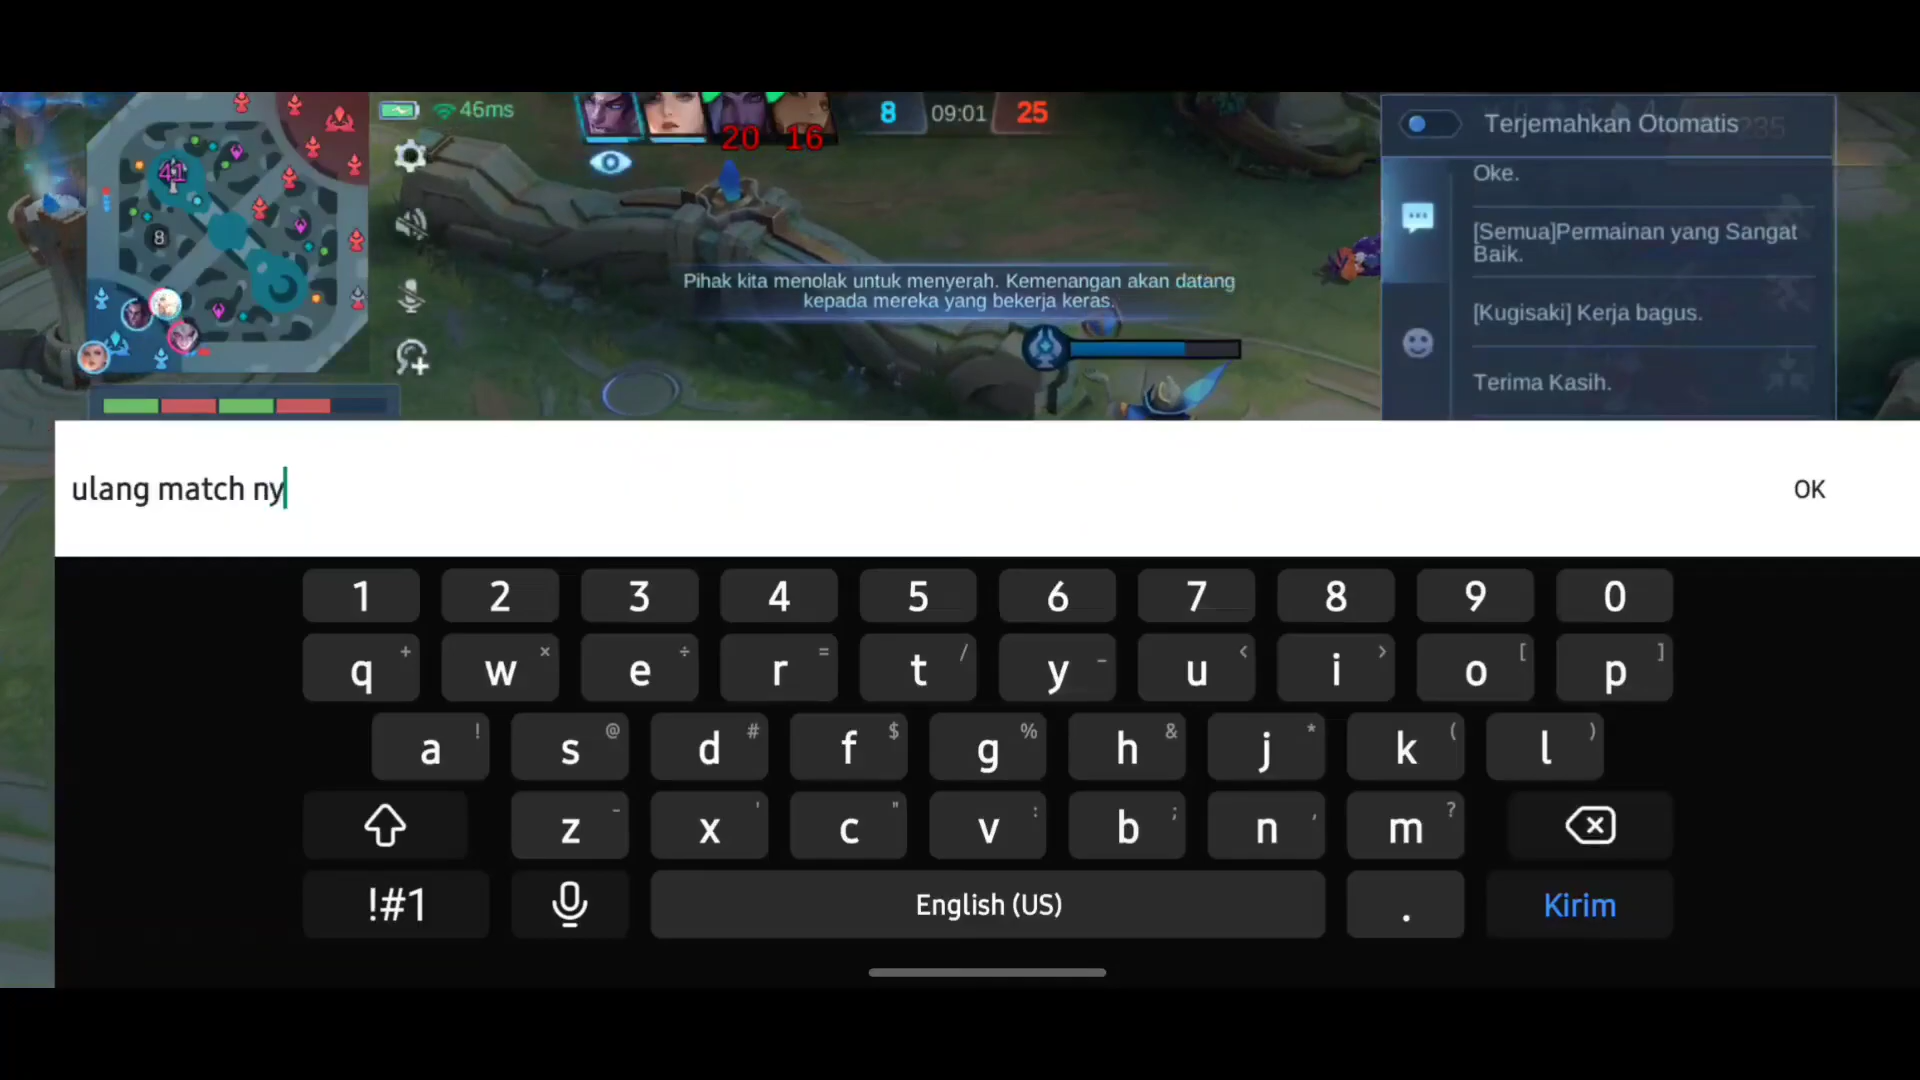 46ms
20 16
8 09:01 25
Terjemahkan Otomatis
41
8
Oke.
[Semua]Permainan yang Sangat
Baik.
Pihak kita menolak untuk menyerah. Kemenangan akan datang
kepada mereka yang bekerja keras.
[Kugisaki] Kerja bagus.
Terima Kasih.
ulang match ny
OK
1 2 3 4 5 6 7 8 9 0
q + w × e ÷ r = t / y _ u < i > o [ p ]
a ! s @ d # f $ g % h & j * k ( l )
z - x ' c " v : b ; n , m ?
!#1 English (US) . Kirim